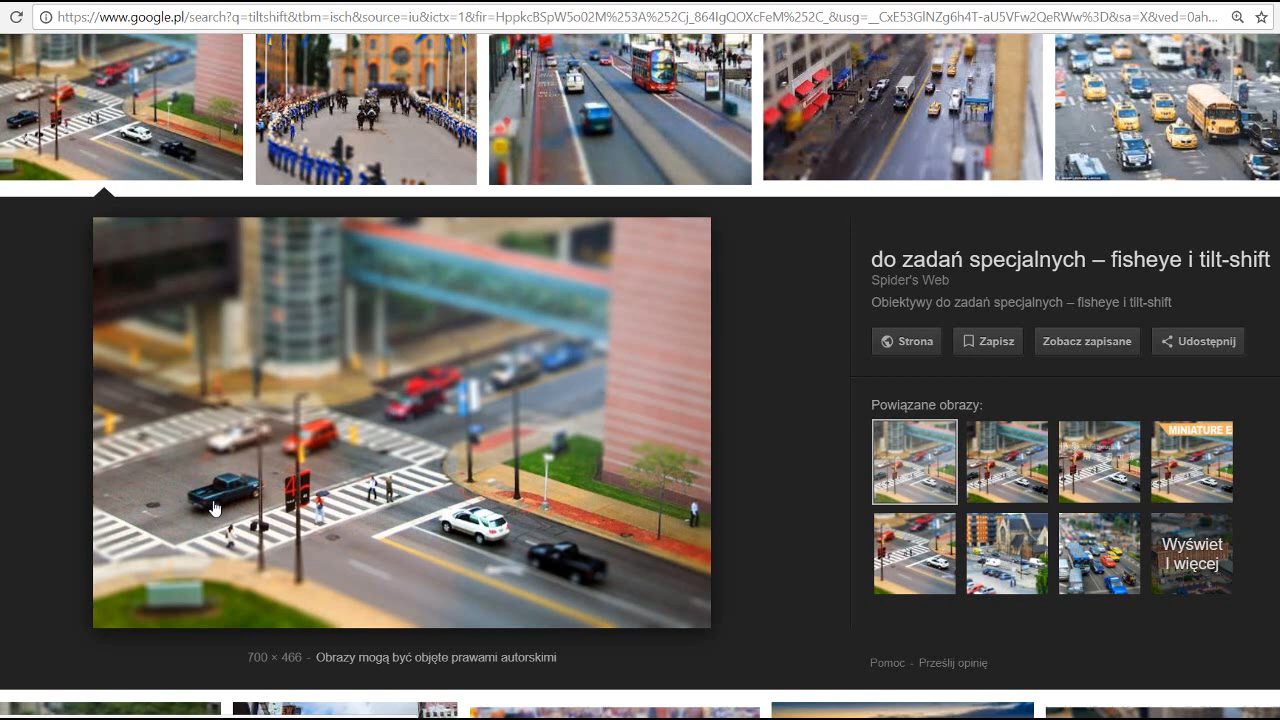 https://www.google.pl/search?q=tiltshift&tbm=isch&source=iu&ictx=1&fir=HppkcBSpW5o02M%253A%252Cj_864IgQOXcFeM%252C_&usg=__CxE53GlNZg6h4T-aU5VFw2QeRWw%3D&sa=X&ved=0ah...
do zadań specjalnych – fisheye i tilt-shift
Spider's Web
Obiektywy do zadań specjalnych – fisheye i tilt-shift
Strona
Zapisz
Zobacz zapisane
Udostępnij
Powiązane obrazy:
MINIATURE E
Wyświet
l więcej
700 × 466 - Obrazy mogą być objęte prawami autorskimi
Pomoc - Prześlij opinię